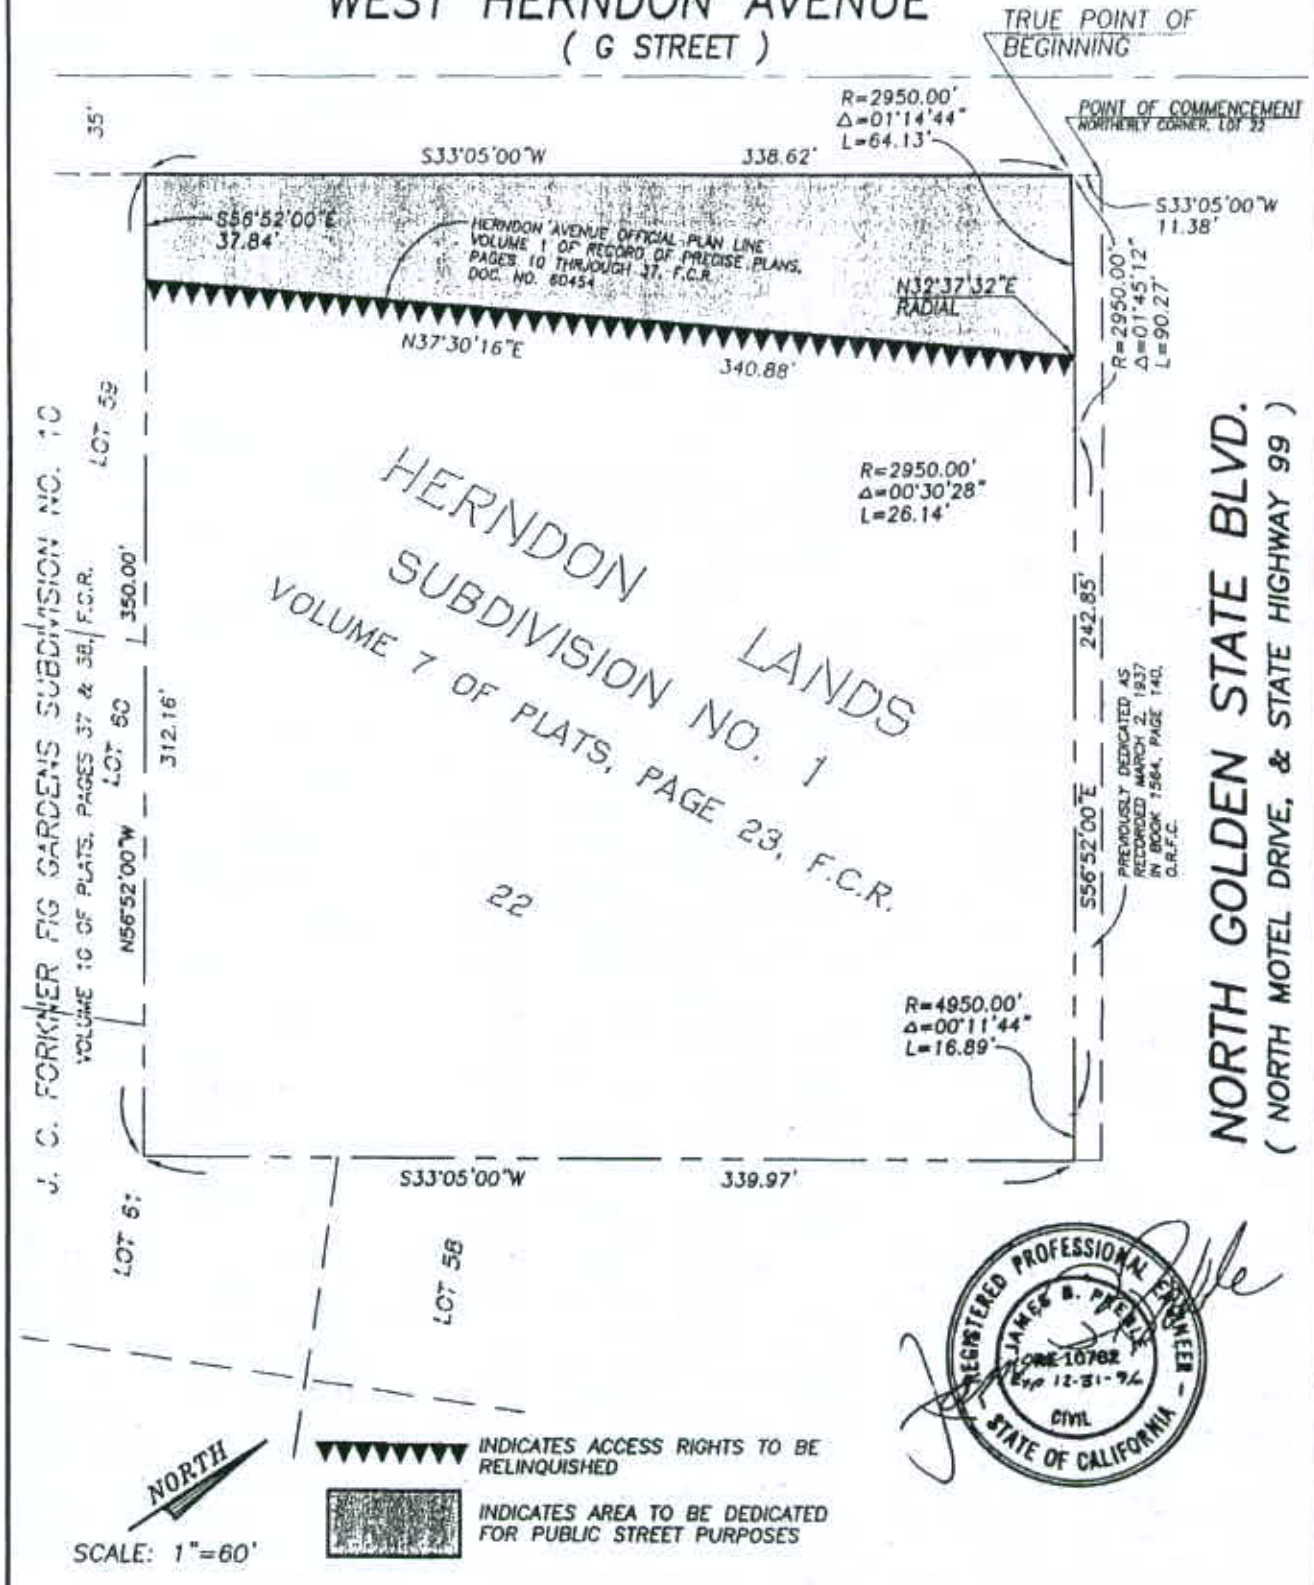 WEST HERNDON AVENUE
( G STREET )
TRUE POINT OF
BEGINNING
POINT OF COMMENCEMENT
NORTHERLY CORNER, LOT 22
35'
R=2950.00'
Δ=01°14'44"
L=64.13'
S33°05'00"W
338.62'
S33°05'00"W
11.38'
S56°52'00"E
37.84'
HERNDON AVENUE OFFICIAL PLAN LINE
VOLUME 1 OF RECORD OF PRECISE PLANS,
PAGES 10 THROUGH 37, F.C.R.
DOC. NO. 60454
N32°37'32"E
RADIAL
R=2950.00'
Δ=01°45'12"
L=90.27'
N37°30'16"E
340.88'
J. C. FORKNER FIG GARDENS SUBDIVISION NO. 10
VOLUME 10 OF PLATS, PAGES 37 & 38, F.C.R.
LOT 59
350.00'
LOT 60
312.16'
N56°52'00"W
R=2950.00'
Δ=00°30'28"
L=26.14'
HERNDON LANDS
SUBDIVISION NO. 1
VOLUME 7 OF PLATS, PAGE 23, F.C.R.
22
242.85'
S56°52'00"E
PREVIOUSLY DEDICATED AS
RECORDED MARCH 2, 1937
IN BOOK 1564, PAGE 140,
O.R.F.C.
NORTH GOLDEN STATE BLVD.
( NORTH MOTEL DRIVE, & STATE HIGHWAY 99 )
R=4950.00'
Δ=00°11'44"
L=16.89'
S33°05'00"W
339.97'
LOT 61
LOT 58
REGISTERED PROFESSIONAL ENGINEER
JAMES B.
10702
Exp 12-31-96
CIVIL
STATE OF CALIFORNIA
NORTH
SCALE: 1"=60'
INDICATES ACCESS RIGHTS TO BE
RELINQUISHED
INDICATES AREA TO BE DEDICATED
FOR PUBLIC STREET PURPOSES